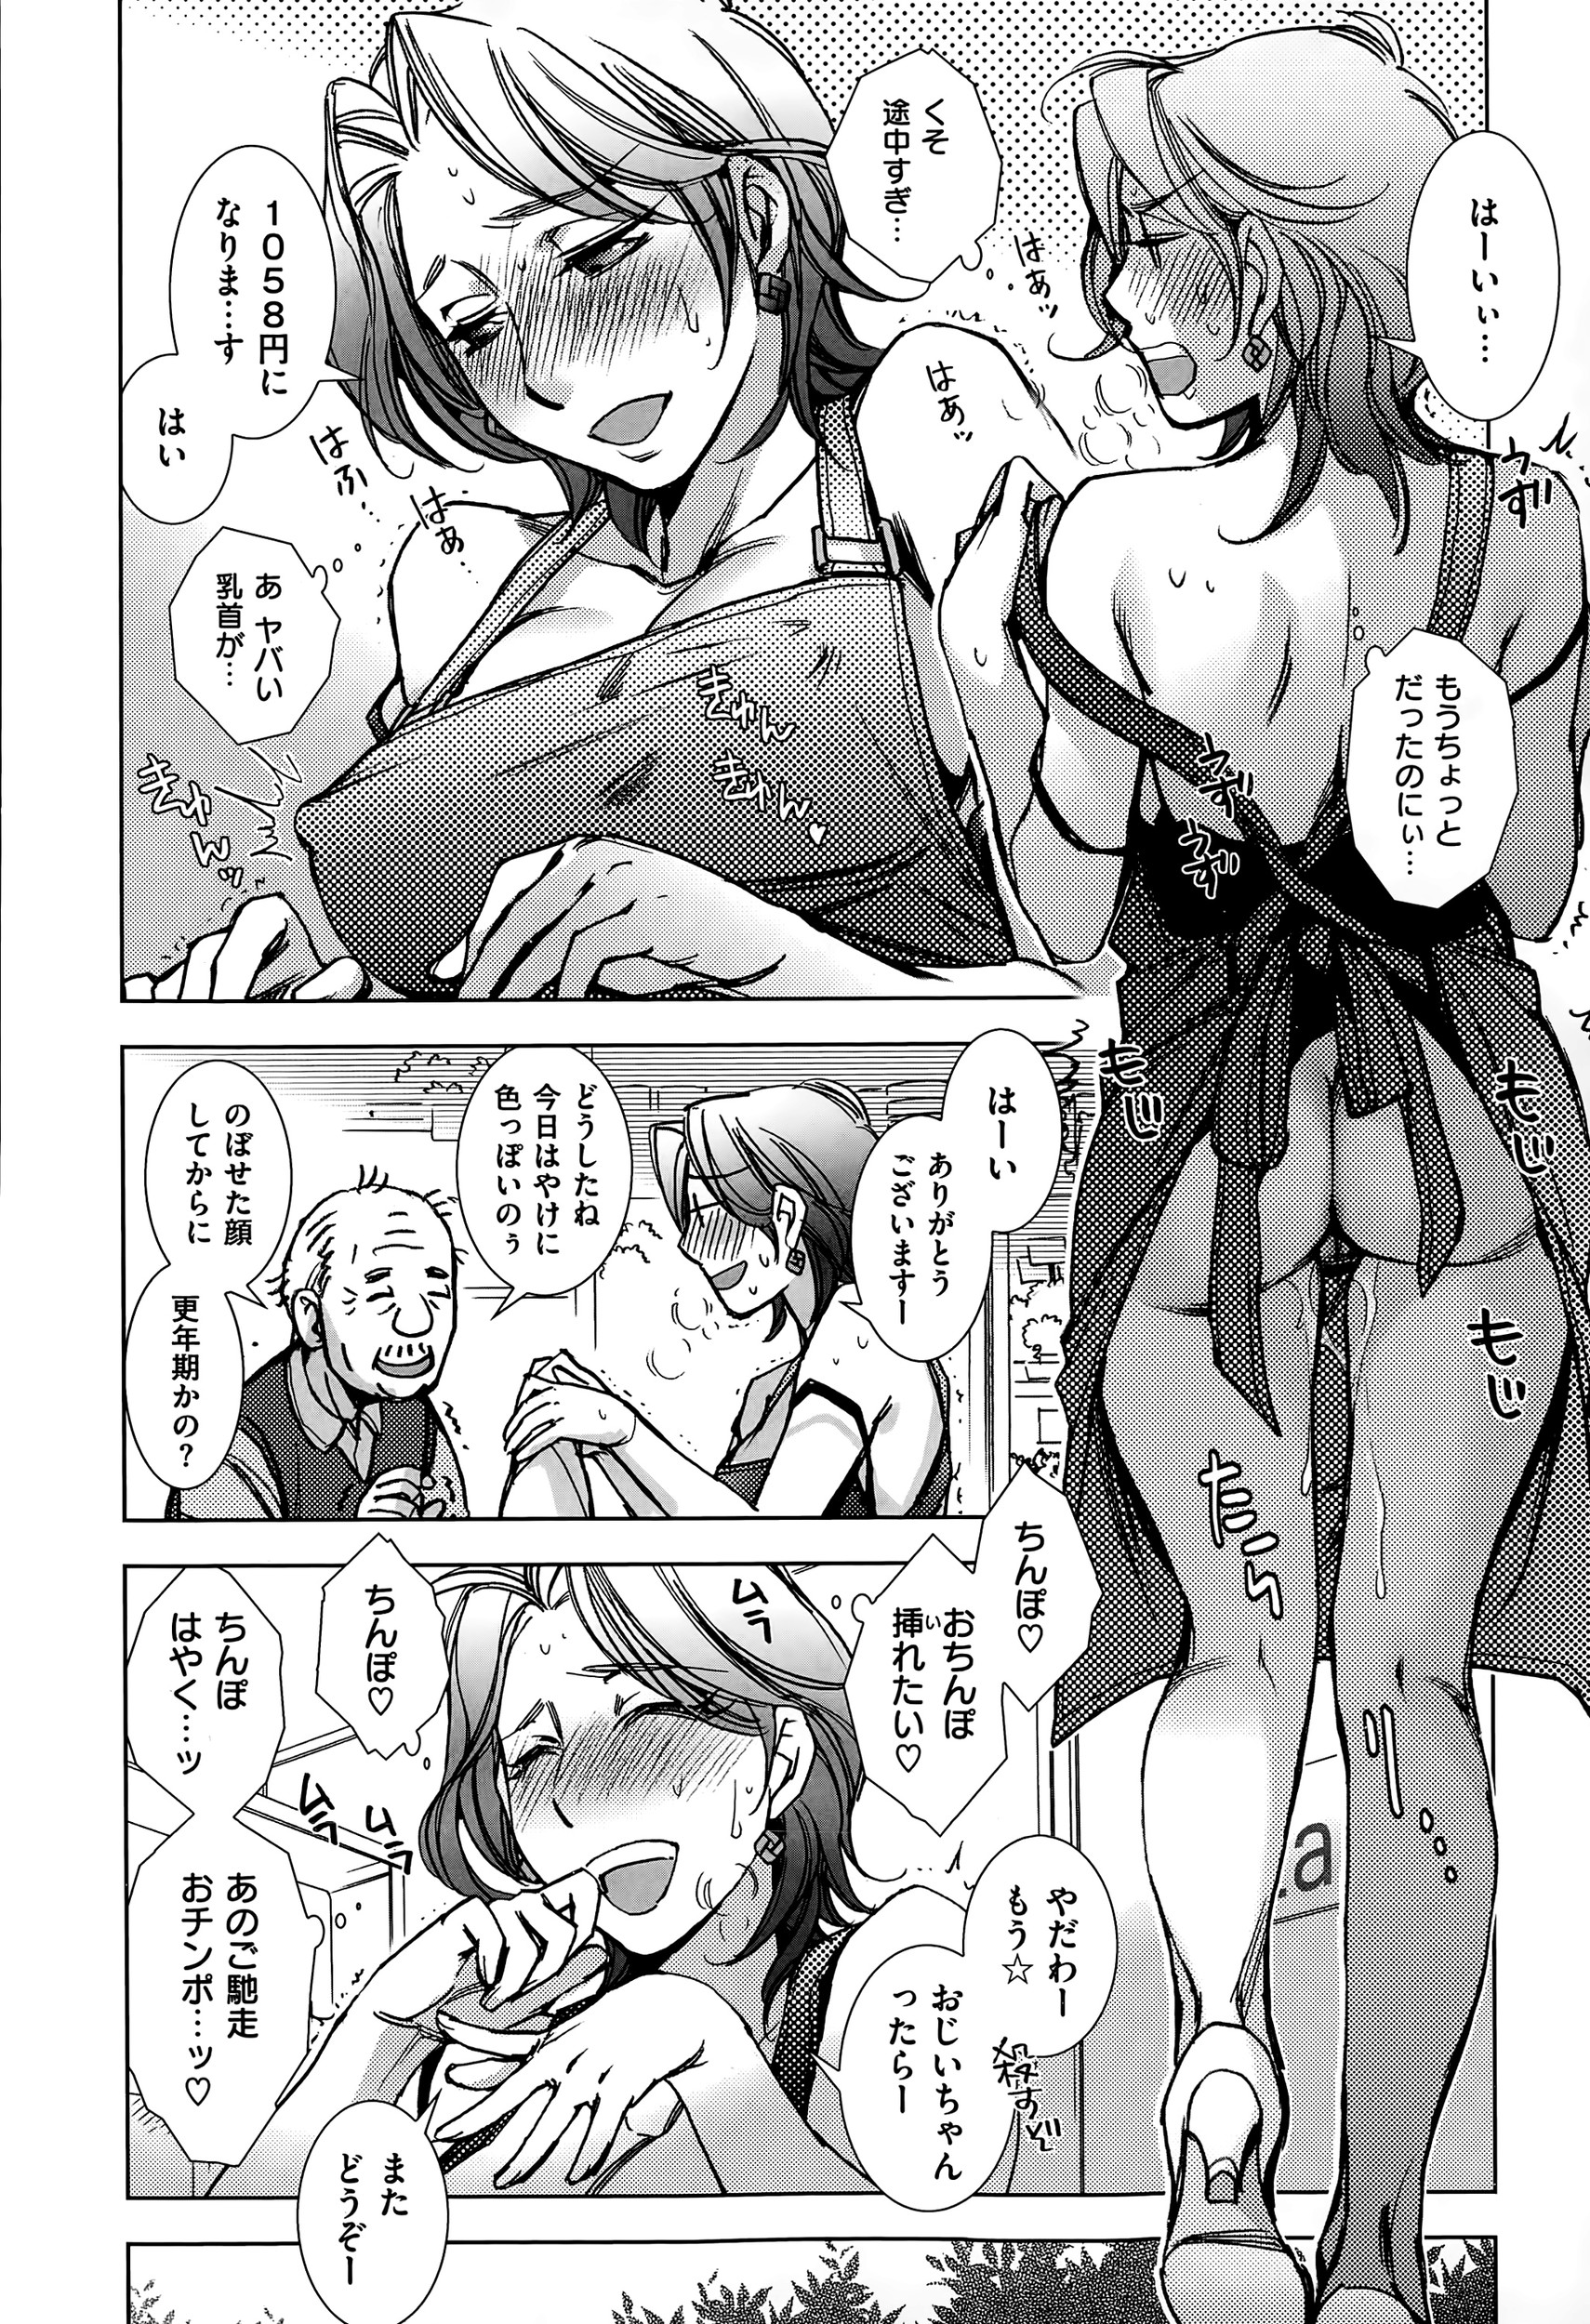 はーいぃ…
もうちょっと
だったのにぃ…
くそ
途中すぎ…
はぁッ
はぁッ
うず
うず
うず
もじ
もじ
もじ
たら
り…
1058円に
なりま…す
はい
はふ…
はぁ…
あ ヤバい
乳首が…
きゅん
きゅん♡
きゅんッ
はーい
ありがとう
ございますー
どうしたね
今日はやけに
色っぽいのぅ
のぼせた顔
してからに
更年期かの?
ちんぽ♡
おちんぽ
挿れたい♡
い
ムラ
ちんぽ♡
ちんぽ
はやく…ッ
あのご馳走
おチンポ…ッ♡
ムラ
ムラ
やだわー
もう☆
おじいちゃん
ったらー
殺すぞ
また
どうぞー
a